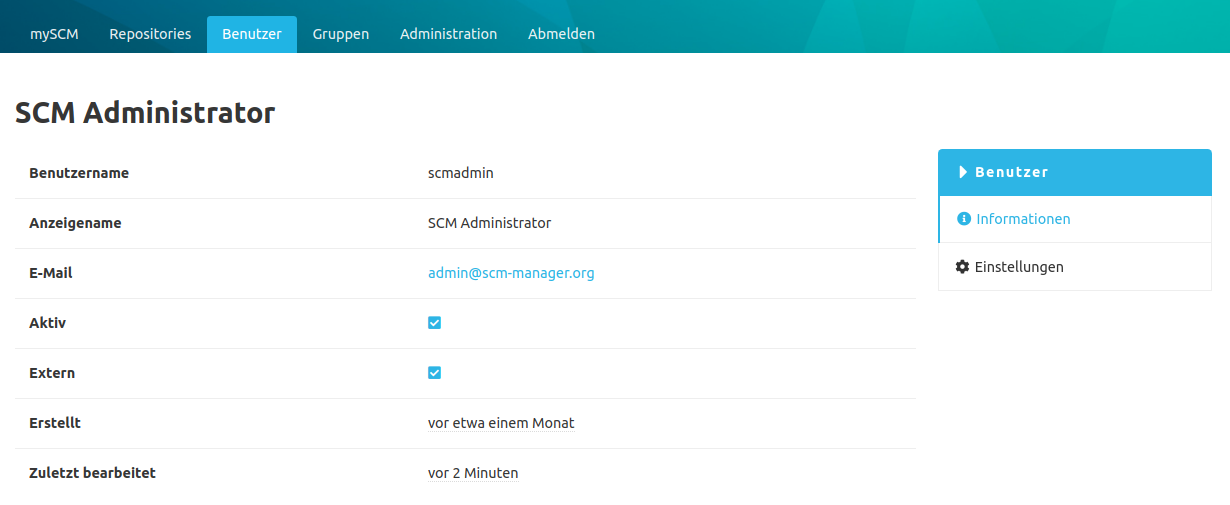 mySCM Repositories Benutzer Gruppen Administration Abmelden
SCM Administrator
Benutzername scmadmin
Anzeigename SCM Administrator
E-Mail admin@scm-manager.org
Aktiv
Extern
Erstellt vor etwa einem Monat
Zuletzt bearbeitet vor 2 Minuten
Benutzer
Informationen
Einstellungen